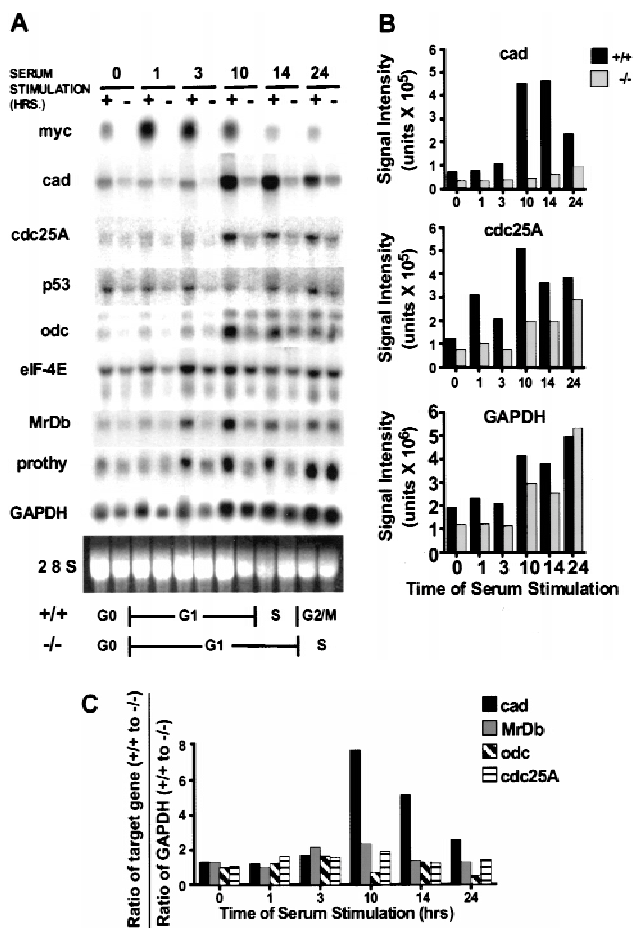 A
SERUM STIMULATION (HRS.)
0 1 3 10 14 24
+ - + - + - + - + - + -
myc
cad
cdc25A
p53
odc
eIF-4E
MrDb
prothy
GAPDH
28S
+/+ G0 G1 S G2/M
-/- G0 G1 S
B
cad
+/+
-/-
Signal Intensity
(units X 10⁵)
6
5
4
3
2
1
0
0 1 3 10 14 24
cdc25A
Signal Intensity
(units X 10⁵)
6
5
4
3
2
1
0
0 1 3 10 14 24
GAPDH
Signal Intensity
(units X 10⁶)
6
5
4
3
2
1
0
0 1 3 10 14 24
Time of Serum Stimulation
C
Ratio of target gene (+/+ to -/-)
Ratio of GAPDH (+/+ to -/-)
8
6
4
2
0
0 1 3 10 14 24
Time of Serum Stimulation (hrs)
cad
MrDb
odc
cdc25A